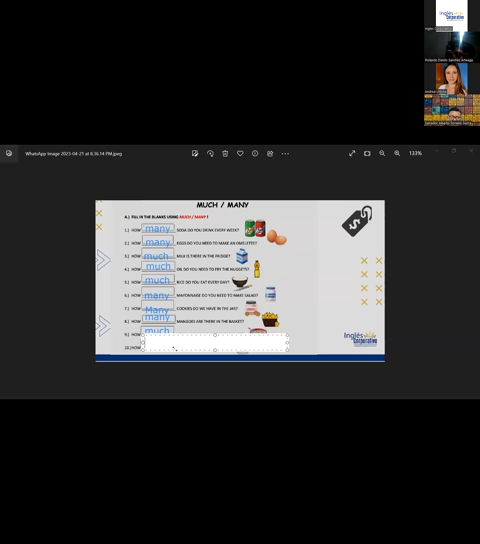 Inglés
Corporativo
Andrea
WhatsApp Image 2023-04-21 at 8.36.14 PM.jpeg
133%
MUCH / MANY
A.) FILL IN THE BLANKS USING MUCH / MANY !
1.) HOW many SODA DO YOU DRINK EVERY WEEK?
2.) HOW many EGGS DO YOU NEED TO MAKE AN OMELETTE?
3.) HOW much MILK IS THERE IN THE FRIDGE?
4.) HOW much OIL DO YOU NEED TO FRY THE NUGGETS?
5.) HOW much RICE DO YOU EAT EVERY DAY?
6.) HOW many MAYONNAISE DO YOU NEED TO MAKE SALAD?
7.) HOW Many COOKIES DO WE HAVE IN THE JAR?
8.) HOW many MANGOES ARE THERE IN THE BASKET?
9.) HOW much
10.) HOW
Inglés
Corporativo